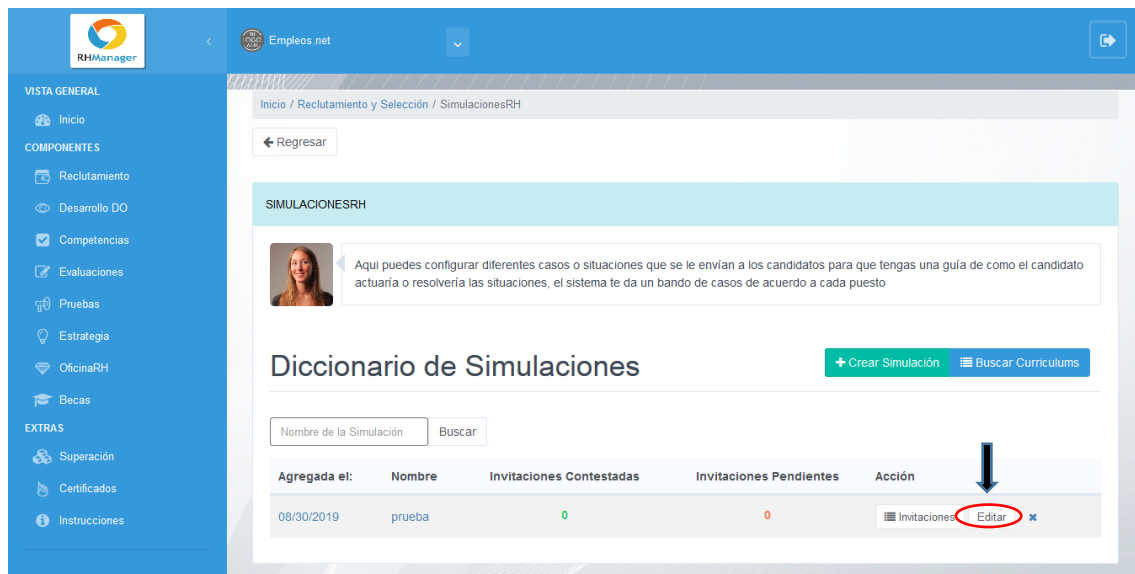 RHManager
Empleos.net
VISTA GENERAL
Inicio
COMPONENTES
Reclutamiento
Desarrollo DO
Competencias
Evaluaciones
Pruebas
Estrategia
OficinaRH
Becas
EXTRAS
Superación
Certificados
Instrucciones
Inicio / Reclutamiento y Selección / SimulacionesRH
Regresar
SIMULACIONESRH
Aqui puedes configurar diferentes casos o situaciones que se le envían a los candidatos para que tengas una guía de como el candidato
actuaría o resolvería las situaciones, el sistema te da un bando de casos de acuerdo a cada puesto
Diccionario de Simulaciones
+ Crear Simulación Buscar Curriculums
Nombre de la Simulación Buscar
Agregada el: Nombre Invitaciones Contestadas Invitaciones Pendientes Acción
08/30/2019 prueba 0 0 Invitaciones Editar ×